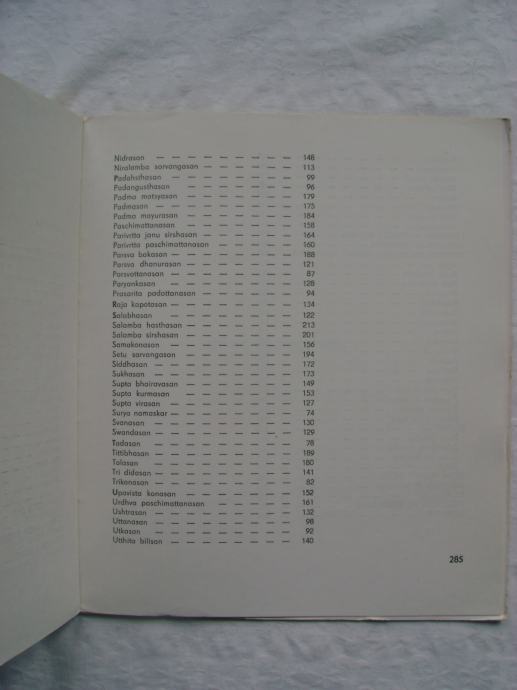 Nidrasan — — — — — — — — — 148
Niralamba sarvangasan — — — — — — 113
Padahsthasan — — — — — — — — 99
Padangusthasan — — — — — — — 96
Padma matsyasan — — — — — — — 179
Padmasan — — — — — — — — — 175
Padma mayurasan — — — — — — — 184
Paschimattanasan — — — — — — — 158
Parivrtta janu sirshasan — — — — — — 164
Parivrtta paschimattanasan — — — — — 160
Parsva bakasan — — — — — — — — 188
Parsva dhanurasan — — — — — — — 121
Parsvottanasan — — — — — — — — 87
Paryankasan — — — — — — — — 128
Prasarita padottanasan — — — — — — 94
Raja kapotasan — — — — — — — — 134
Salabhasan — — — — — — — — 122
Salamba hasthasan — — — — — — — 213
Salamba sirshasan — — — — — — — 201
Samakonasan — — — — — — — — 156
Setu sarvangasan — — — — — — — 194
Siddhasan — — — — — — — — — 172
Sukhasan — — — — — — — — — 173
Supta bhairavasan — — — — — — — 149
Supta kurmasan — — — — — — — — 153
Supta virasan — — — — — — — — 127
Surya namaskar — — — — — — — — 74
Svanasan — — — — — — — — — 130
Swandasan — — — — — — — — — 129
Tadasan — — — — — — — — — 78
Tittibhasan — — — — — — — — — 189
Tolasan — — — — — — — — — 180
Tri didasan — — — — — — — — — 141
Trikonasan — — — — — — — — — 82
Upavista konasan — — — — — — — 152
Urdhva paschimattanasan — — — — — 161
Ushtrasan — — — — — — — — — 132
Uttanasan — — — — — — — — — 98
Utkasan — — — — — — — — — 92
Utthita bilisan — — — — — — — — 140
285